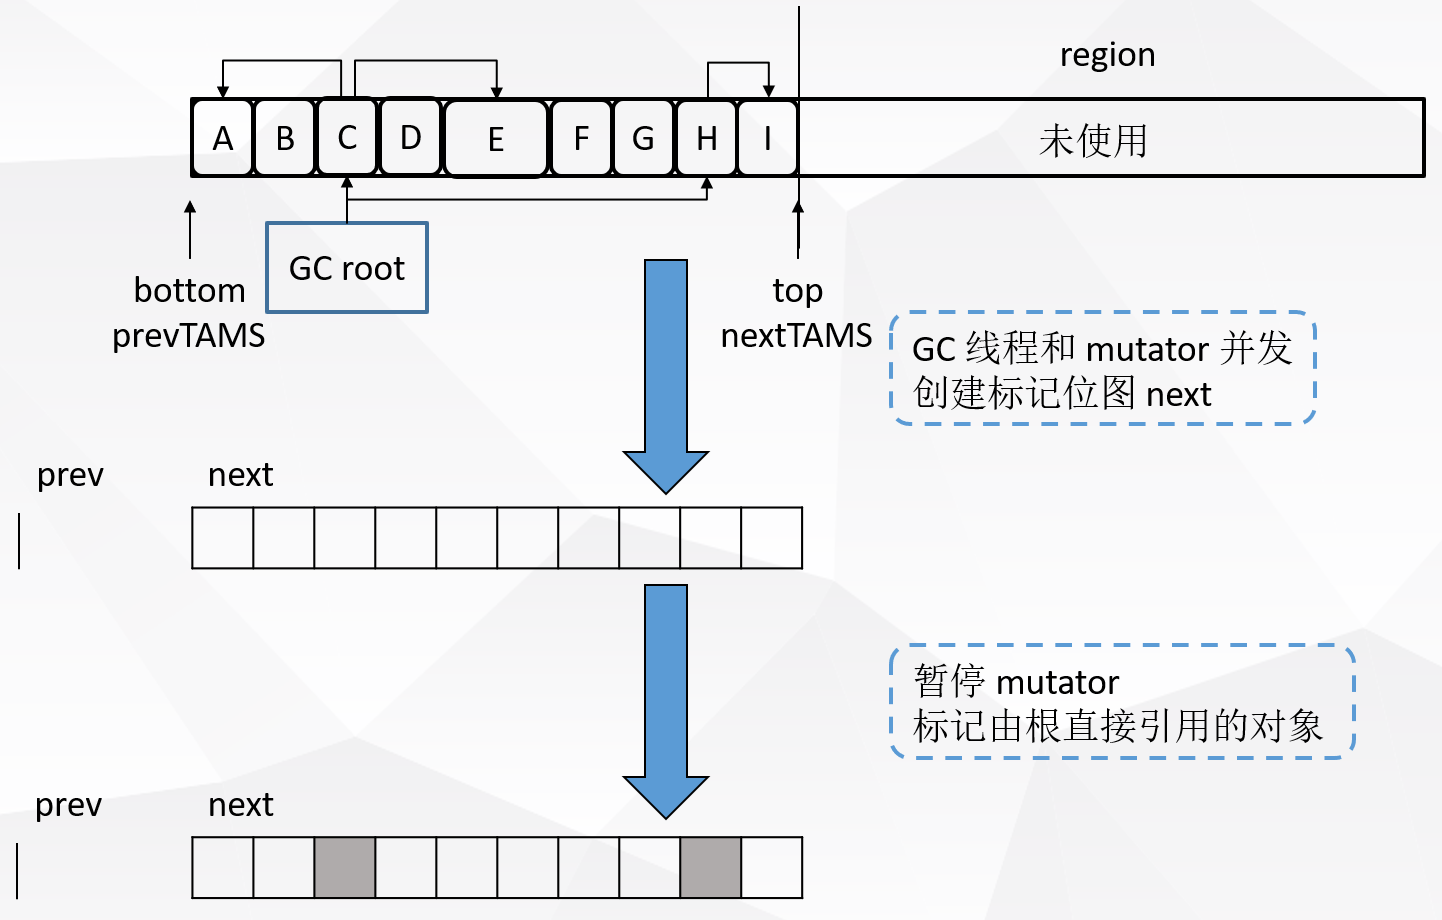 region
A B C D E F G H I 未使用
GC root
bottom
prevTAMS
top
nextTAMS
GC 线程和 mutator 并发
创建标记位图 next
prev next
暂停 mutator
标记由根直接引用的对象
prev next